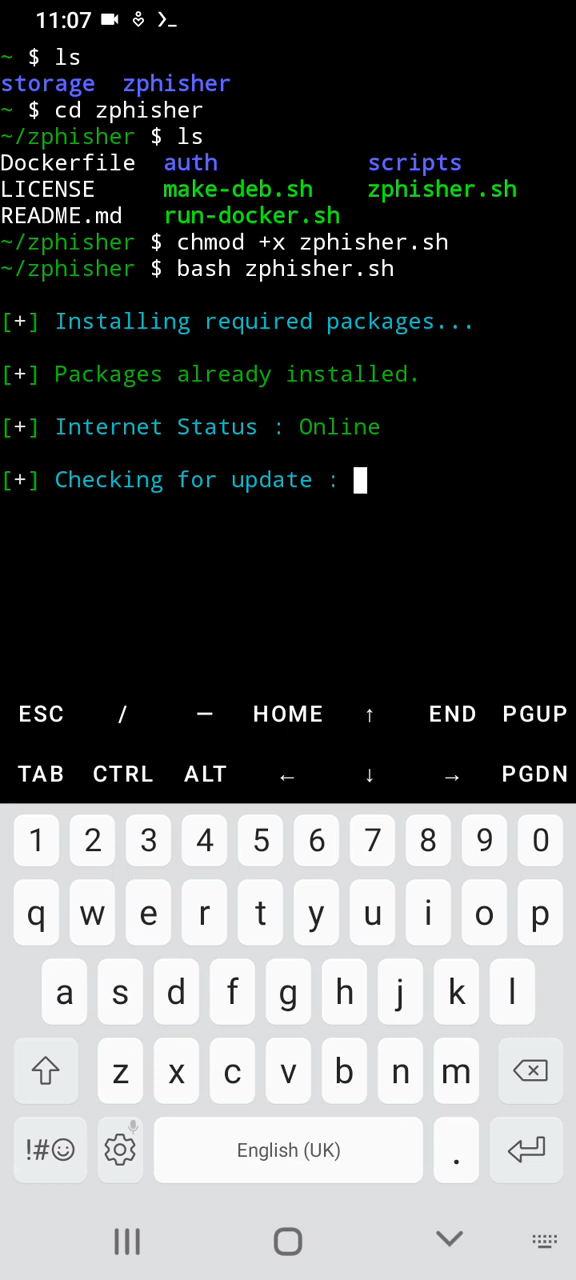 11:07
~ $ ls
storage  zphisher
~ $ cd zphisher
~/zphisher $ ls
Dockerfile  auth           scripts
LICENSE     make-deb.sh    zphisher.sh
README.md   run-docker.sh
~/zphisher $ chmod +x zphisher.sh
~/zphisher $ bash zphisher.sh
[+] Installing required packages...
[+] Packages already installed.
[+] Internet Status : Online
[+] Checking for update :
ESC / — HOME ↑ END PGUP
TAB CTRL ALT ← ↓ → PGDN
1 2 3 4 5 6 7 8 9 0
q w e r t y u i o p
a s d f g h j k l
z x c v b n m
!#☺ English (UK) .